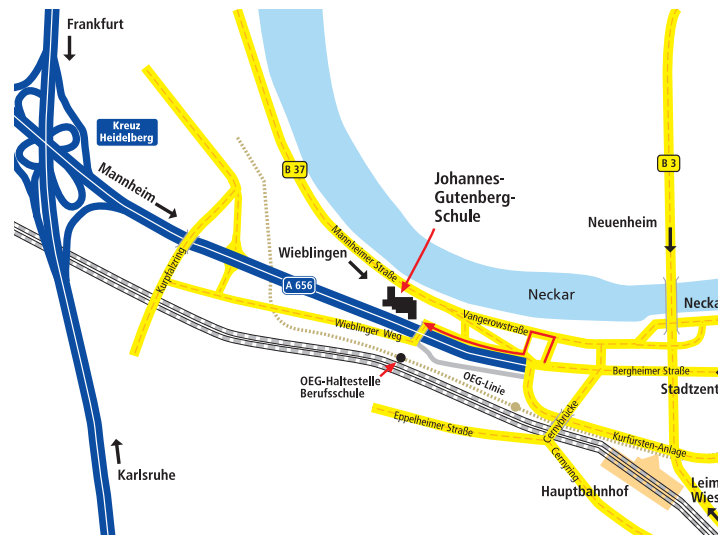 Frankfurt
Kreuz
Heidelberg
Mannheim
B 37
B 3
Johannes-
Gutenberg-
Schule
Neuenheim
Wieblingen
Mannheimer Straße
Kurpfalzring
A 656
Neckar
Necka
Vangerowstraße
Wieblinger Weg
OEG-Haltestelle
Berufsschule
OEG-Linie
Bergheimer Straße
Stadtzent
Eppelheimer Straße
Czernybrücke
Kurfürsten-Anlage
Czernyring
Karlsruhe
Hauptbahnhof
Leim
Wies